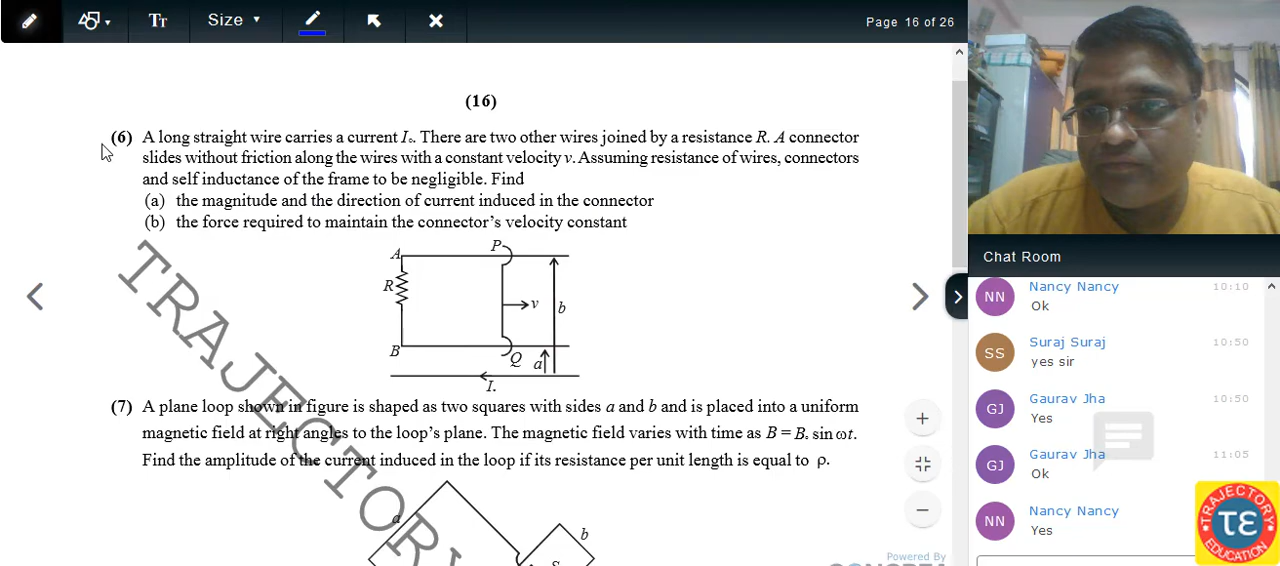 TT Size
Page 16 of 26
(16)
(6) A long straight wire carries a current I₀. There are two other wires joined by a resistance R. A connector
slides without friction along the wires with a constant velocity v. Assuming resistance of wires, connectors
and self inductance of the frame to be negligible. Find
(a) the magnitude and the direction of current induced in the connector
(b) the force required to maintain the connector's velocity constant
A P
R v b
B Q a
I₀
(7) A plane loop shown in figure is shaped as two squares with sides a and b and is placed into a uniform
magnetic field at right angles to the loop's plane. The magnetic field varies with time as B = B₀ sin ωt.
Find the amplitude of the current induced in the loop if its resistance per unit length is equal to ρ.
a b
TRAJECTORY
Chat Room
NN Nancy Nancy 10:10
Ok
SS Suraj Suraj 10:50
yes sir
GJ Gaurav Jha 10:50
Yes
GJ Gaurav Jha 11:05
Ok
NN Nancy Nancy
Yes
Powered By
TRAJECTORY
TE
EDUCATION